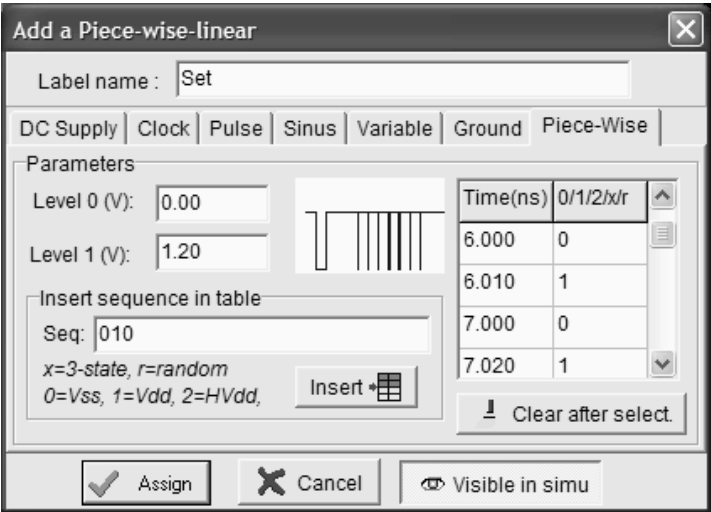 Add a Piece-wise-linear
Label name : Set
DC Supply Clock Pulse Sinus Variable Ground Piece-Wise
Parameters
Level 0 (V): 0.00
Level 1 (V): 1.20
Insert sequence in table
Seq: 010
x=3-state, r=random
0=Vss, 1=Vdd, 2=HVdd,
Insert
Time(ns) 0/1/2/x/r
6.000 0
6.010 1
7.000 0
7.020 1
Clear after select.
Assign Cancel Visible in simu